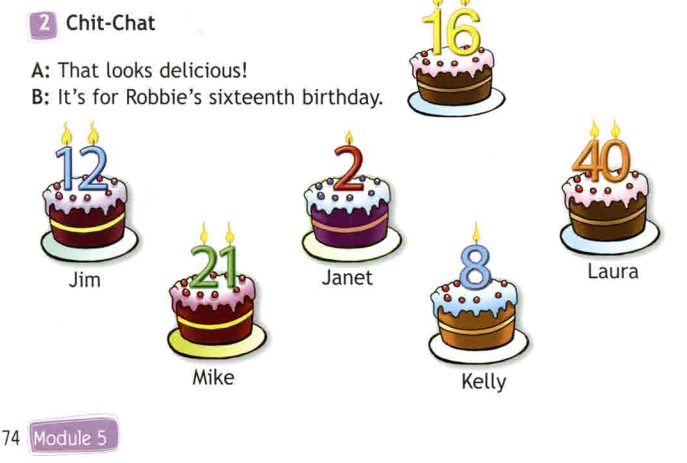 2 Chit-Chat
16
A: That looks delicious!
B: It's for Robbie's sixteenth birthday.
12
2
40
Jim
21
Janet
8
Laura
Mike
Kelly
74 Module 5